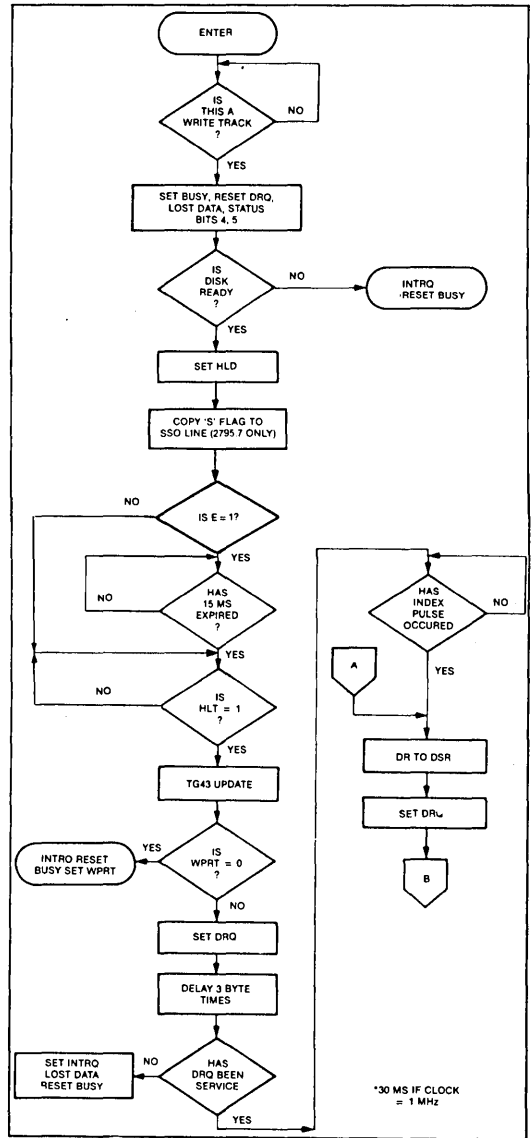 ENTER
IS
THIS A
WRITE TRACK
?
NO
YES
SET BUSY, RESET DRQ,
LOST DATA, STATUS
BITS 4, 5
IS
DISK
READY
?
NO
INTRQ
RESET BUSY
YES
SET HLD
COPY 'S' FLAG TO
SSO LINE (2795.7 ONLY)
NO
IS E = 1?
YES
HAS
15 MS
EXPIRED
?
NO
YES
NO
IS
HLT = 1
?
YES
TG43 UPDATE
YES
IS
WPRT = 0
?
INTRO RESET
BUSY SET WPRT
NO
SET DRQ
DELAY 3 BYTE
TIMES
NO
HAS
DRQ BEEN
SERVICE
SET INTRQ
LOST DATA
RESET BUSY
YES
HAS
INDEX
PULSE
OCCURED
NO
YES
A
DR TO DSR
SET DRQ
B
*30 MS IF CLOCK
= 1 MHz